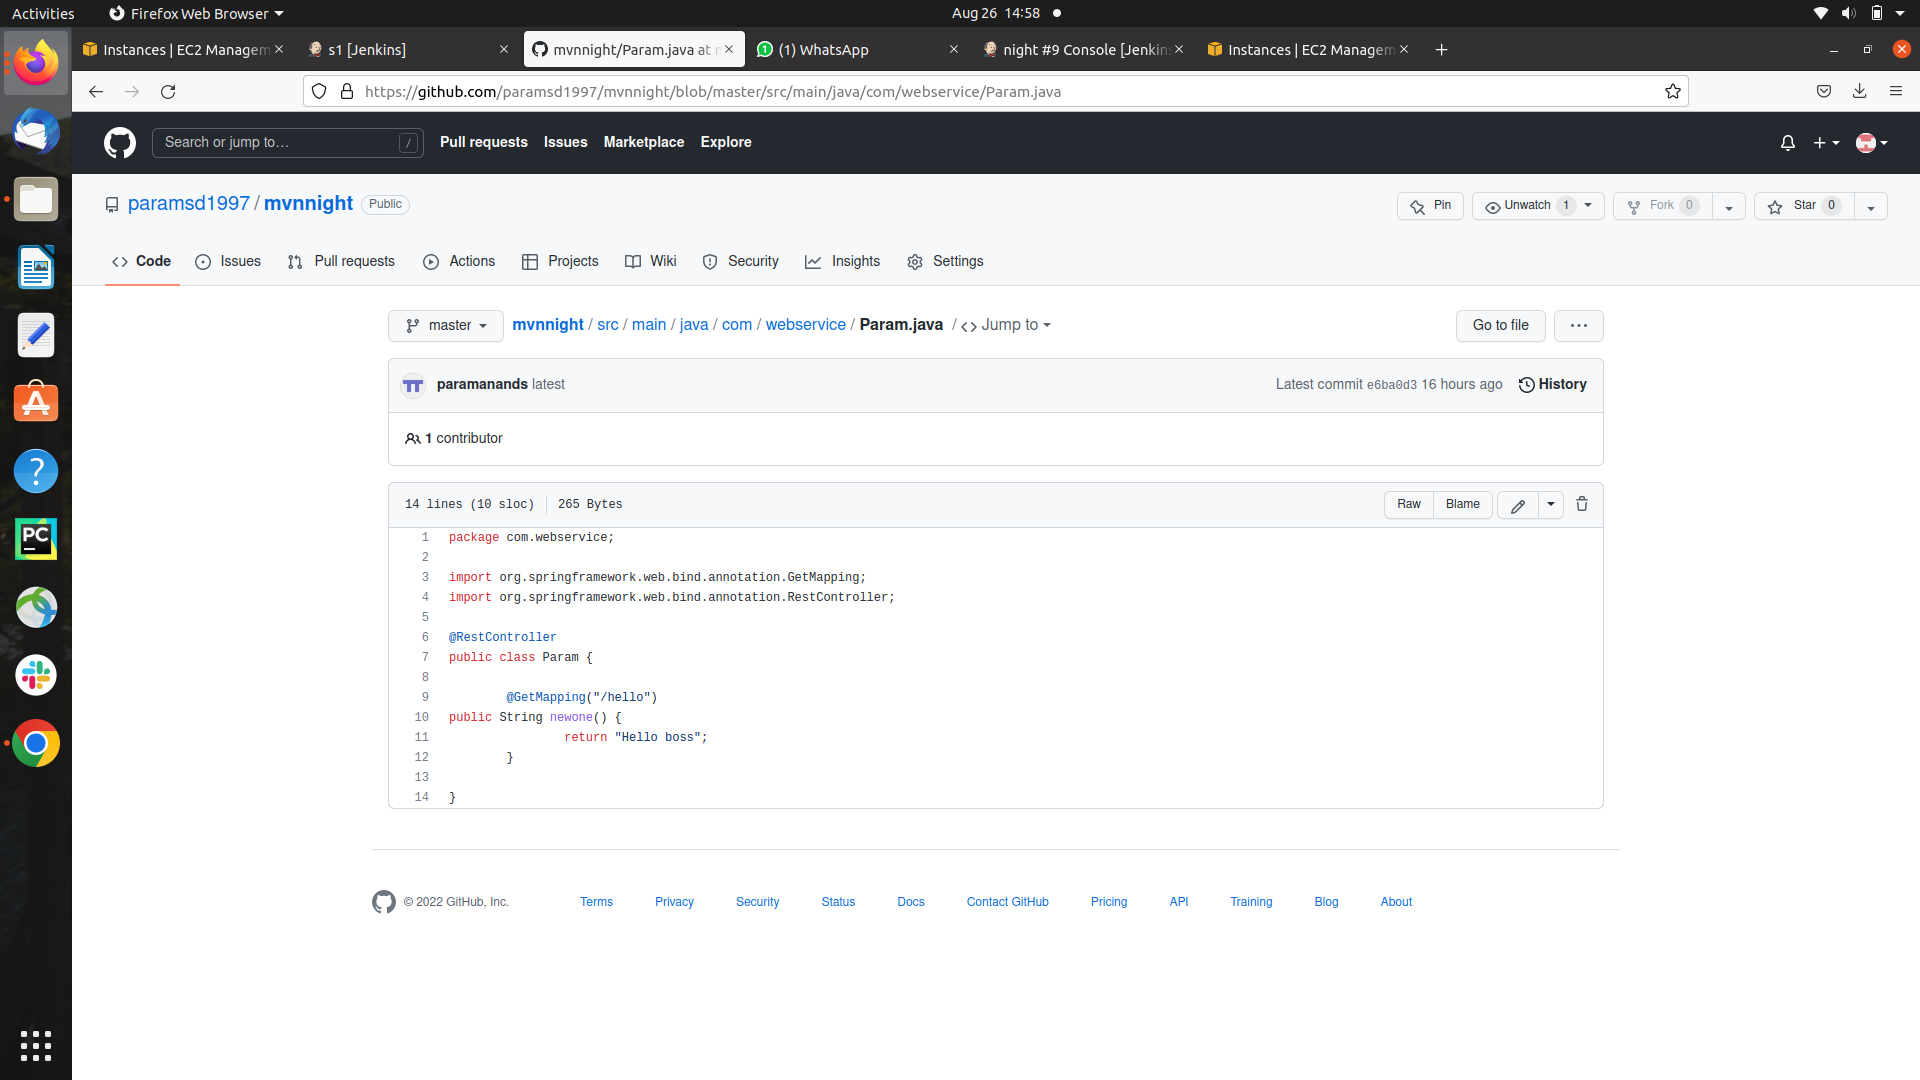 Activities Firefox Web Browser Aug 26 14:58
Instances | EC2 Managem s1 [Jenkins] mvnnight/Param.java at (1) WhatsApp night #9 Console [Jenkins Instances | EC2 Managem
https://github.com/paramsd1997/mvnnight/blob/master/src/main/java/com/webservice/Param.java
Search or jump to… / Pull requests Issues Marketplace Explore
paramsd1997 / mvnnight Public Pin Unwatch 1 Fork 0 Star 0
Code Issues Pull requests Actions Projects Wiki Security Insights Settings
master mvnnight / src / main / java / com / webservice / Param.java / <> Jump to Go to file ...
paramanands latest Latest commit e6ba0d3 16 hours ago History
1 contributor
14 lines (10 sloc) 265 Bytes Raw Blame
1 package com.webservice;
2
3 import org.springframework.web.bind.annotation.GetMapping;
4 import org.springframework.web.bind.annotation.RestController;
5
6 @RestController
7 public class Param {
8
9 @GetMapping("/hello")
10 public String newone() {
11 return "Hello boss";
12 }
13
14 }
© 2022 GitHub, Inc. Terms Privacy Security Status Docs Contact GitHub Pricing API Training Blog About
PC